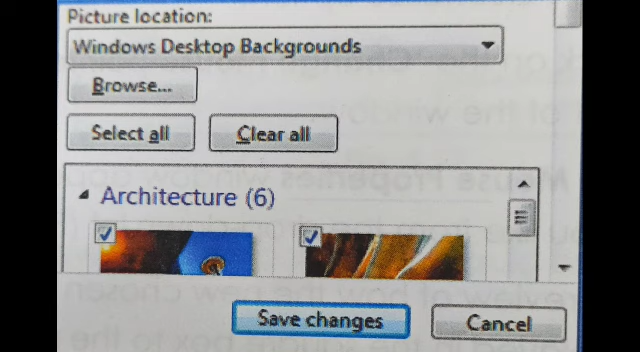 Picture location:
Windows Desktop Backgrounds
Browse...
Select all
Clear all
Architecture (6)
Save changes
Cancel